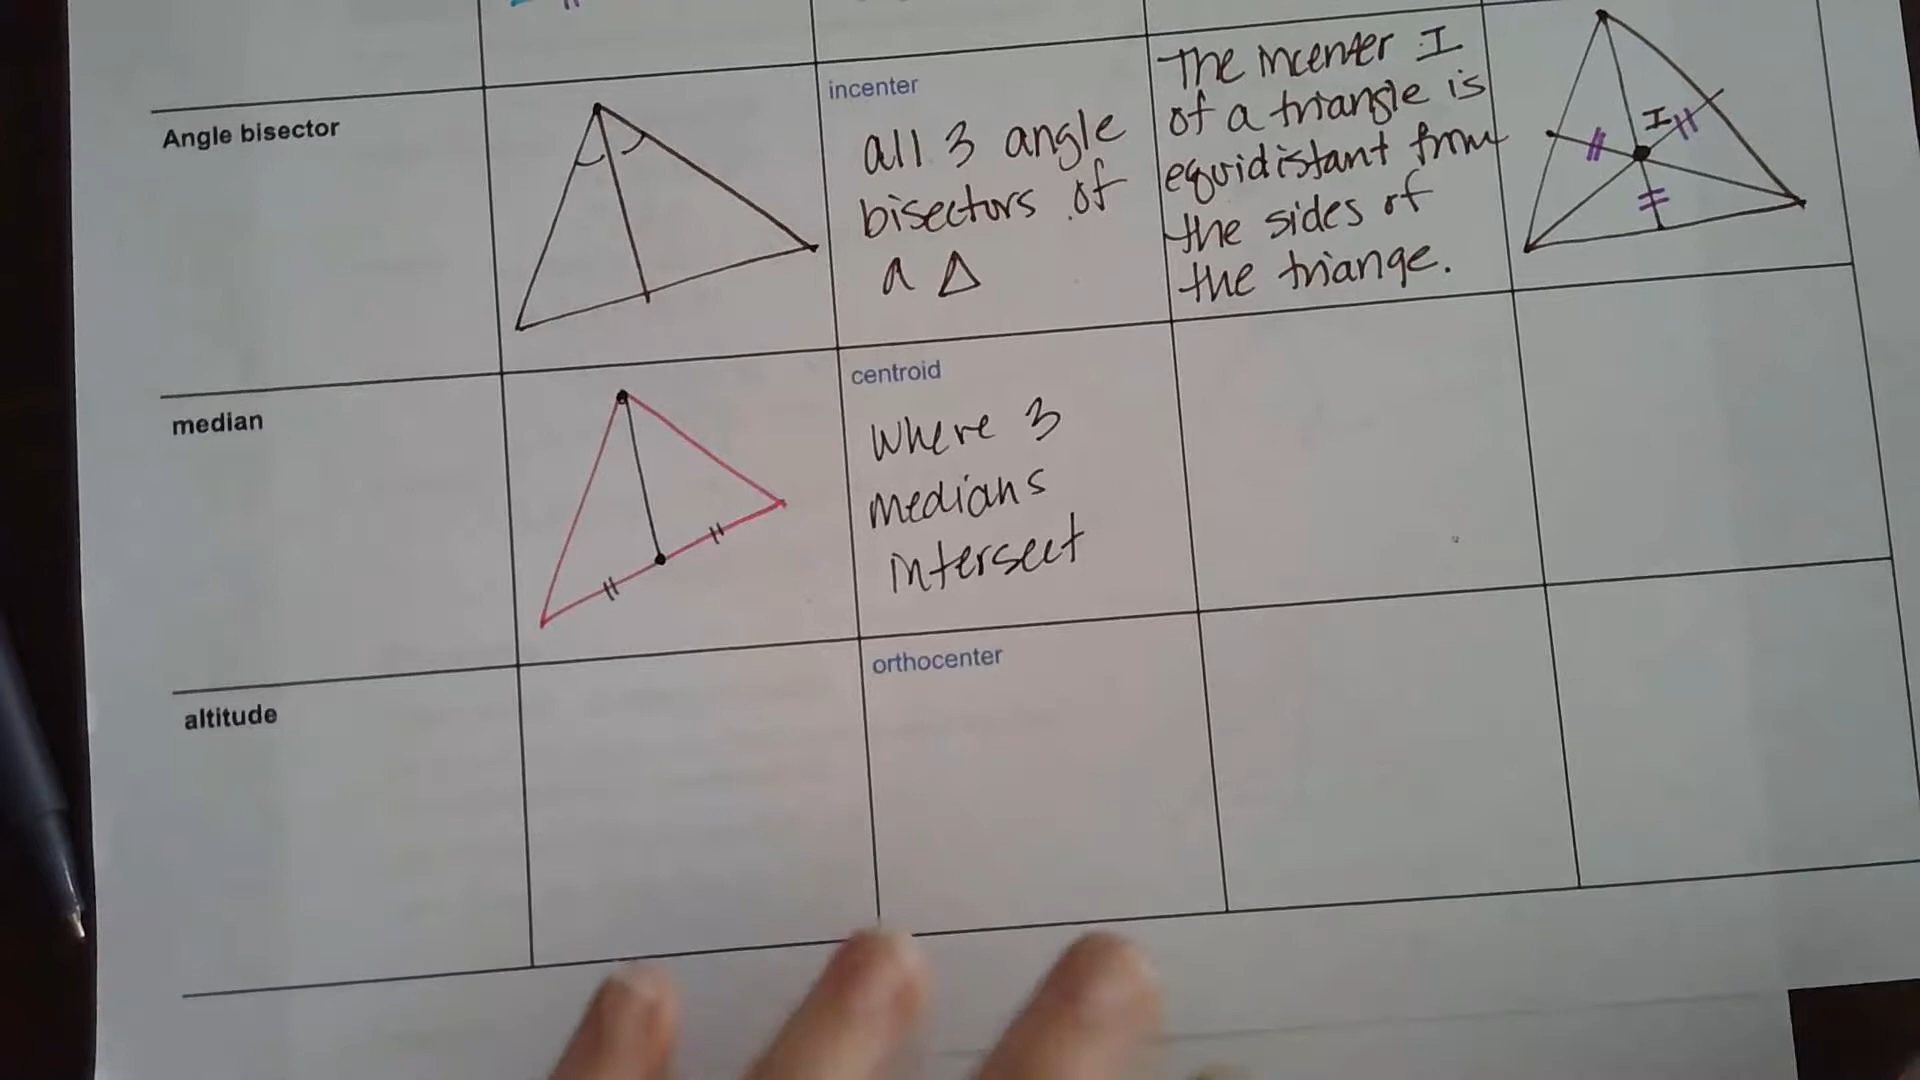 Angle bisector
incenter
all 3 angle
bisectors of
a Δ
The incenter I
of a triangle is
equidistant from
the sides of
the triange.
I
median
centroid
where 3
medians
intersect
altitude
orthocenter